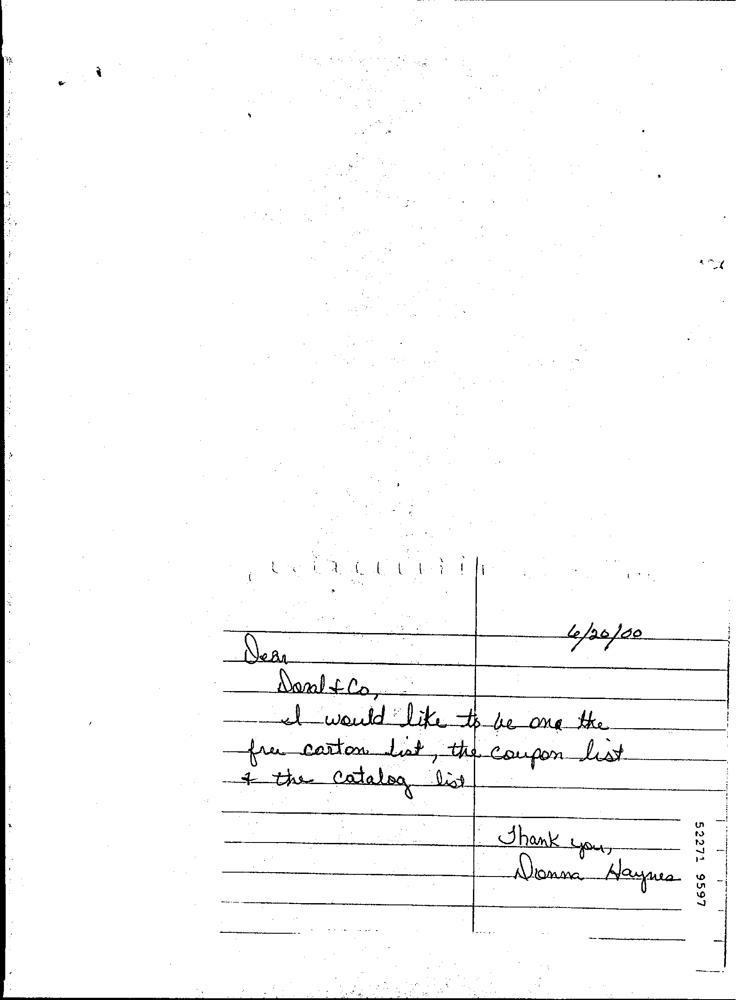 6/20/00
Dear
Doral + Co,
I would like to be one the
free carton list, the coupon list
& the catalog list
Thank you,
Donna Haynes
52271 9597